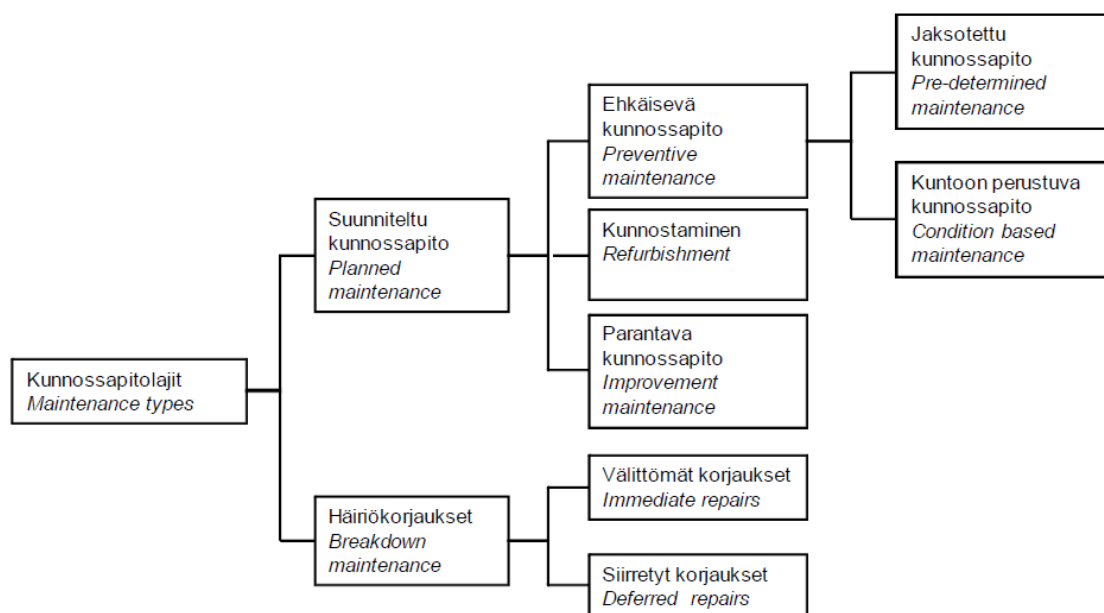 Kunnossapitolajit
Maintenance types
Suunniteltu
kunnossapito
Planned
maintenance
Ehkäisevä
kunnossapito
Preventive
maintenance
Jaksotettu
kunnossapito
Pre-determined
maintenance
Kuntoon perustuva
kunnossapito
Condition based
maintenance
Kunnostaminen
Refurbishment
Parantava
kunnossapito
Improvement
maintenance
Häiriökorjaukset
Breakdown
maintenance
Välittömät korjaukset
Immediate repairs
Siirretyt korjaukset
Deferred repairs